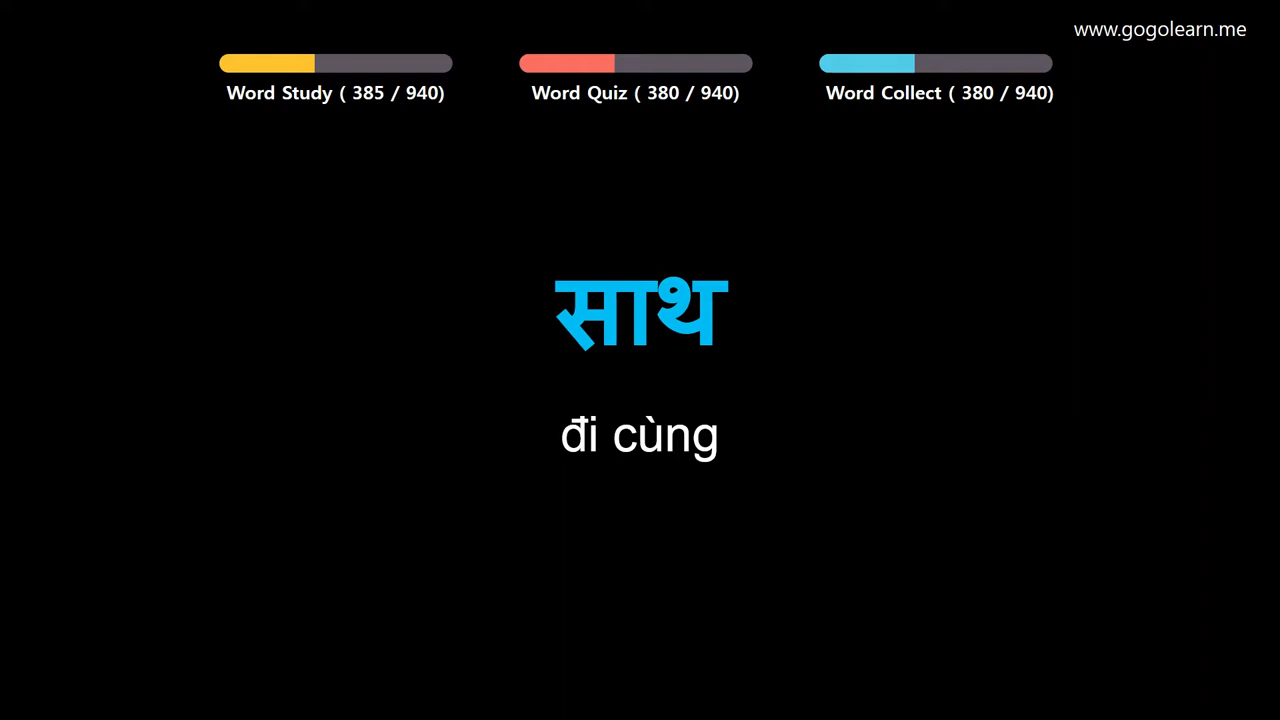 www.gogolearn.me
Word Study ( 385 / 940)
Word Quiz ( 380 / 940)
Word Collect ( 380 / 940)
साथ
đi cùng